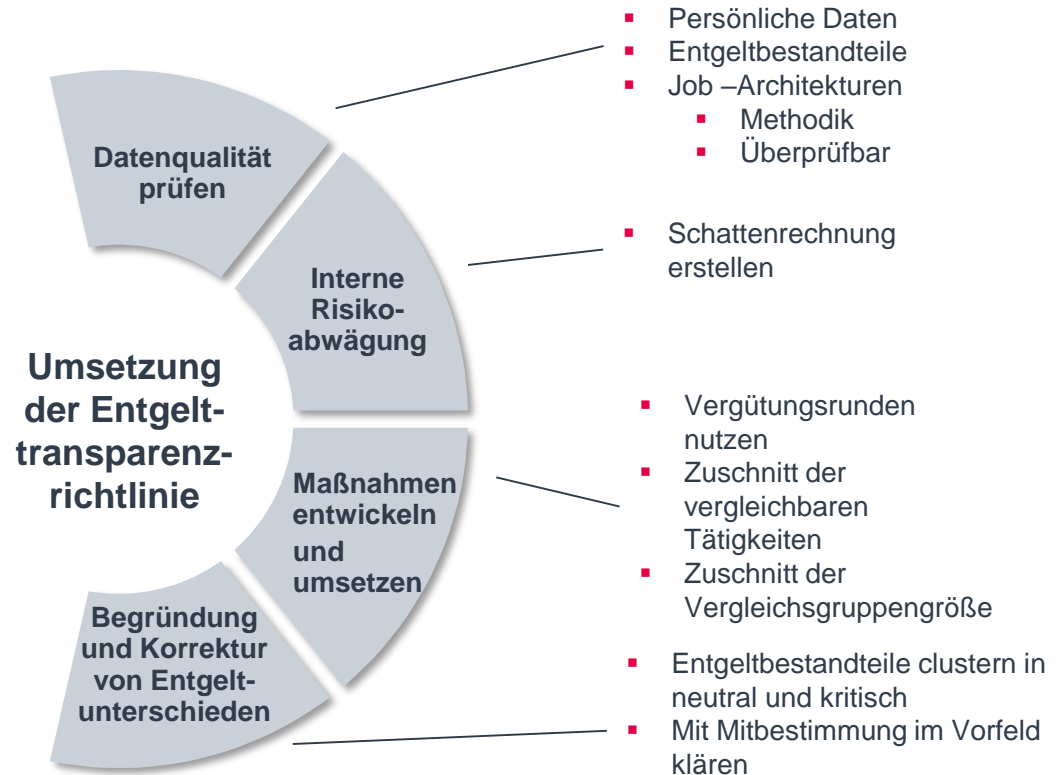 Umsetzung
der Entgelt-
transparenz-
richtlinie
Datenqualität
prüfen
▪ Persönliche Daten
▪ Entgeltbestandteile
▪ Job –Architekturen
▪ Methodik
▪ Überprüfbar
Interne
Risiko-
abwägung
▪ Schattenrechnung
erstellen
Maßnahmen
entwickeln
und
umsetzen
▪ Vergütungsrunden
nutzen
▪ Zuschnitt der
vergleichbaren
Tätigkeiten
▪ Zuschnitt der
Vergleichsgruppengröße
Begründung
und Korrektur
von Entgelt-
unterschieden
▪ Entgeltbestandteile clustern in
neutral und kritisch
▪ Mit Mitbestimmung im Vorfeld
klären